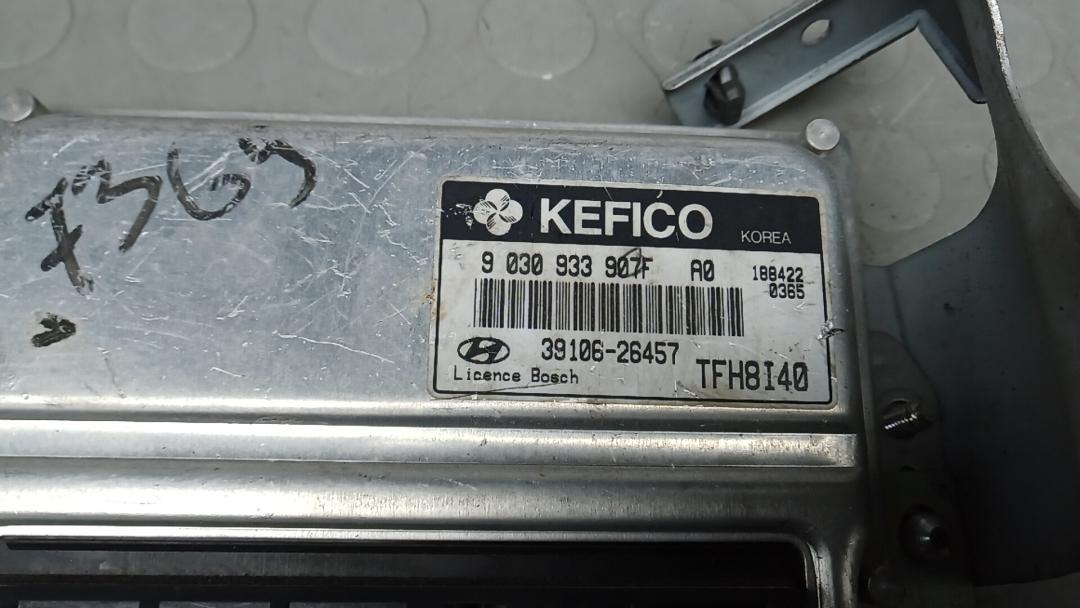 KEFICO
KOREA
9 030 933 907F A0 188422
0365
39106-26457
Licence Bosch TFH8I40